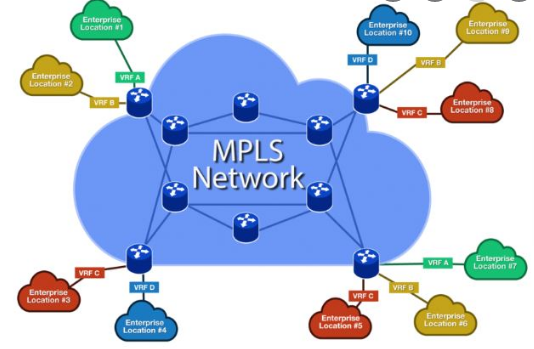 Enterprise
Location #1
Enterprise
Location #10
Enterprise
Location #9
Enterprise
Location #2
VRF A
VRF B
VRF D
VRF B
VRF C
Enterprise
Location #8
MPLS
Network
VRF C
VRF D
Enterprise
Location #3
Enterprise
Location #4
VRF A
Enterprise
Location #7
VRF C
VRF B
Enterprise
Location #5
Enterprise
Location #6